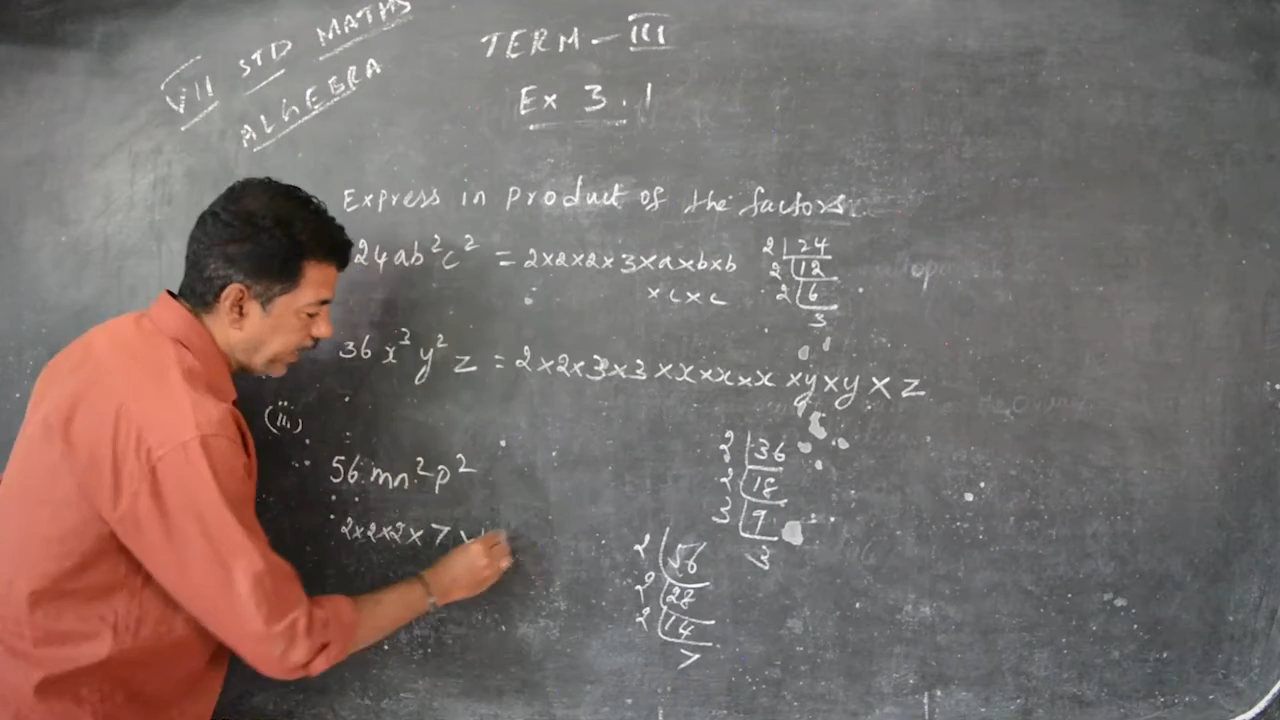 VII STD MATHS
ALGEBRA
TERM - III
Ex 3.1
Express in product of the factors.
24ab²c² = 2×2×2×3×a×b×b
×c×c
2 | 24
2 | 12
2 | 6
3
36x³y²z = 2×2×3×3×x×x×x×y×y×z
2 | 36
2 | 18
3 | 9
3
(iii)
56mn²p²
2×2×2×7×
2 | 56
2 | 28
2 | 14
7